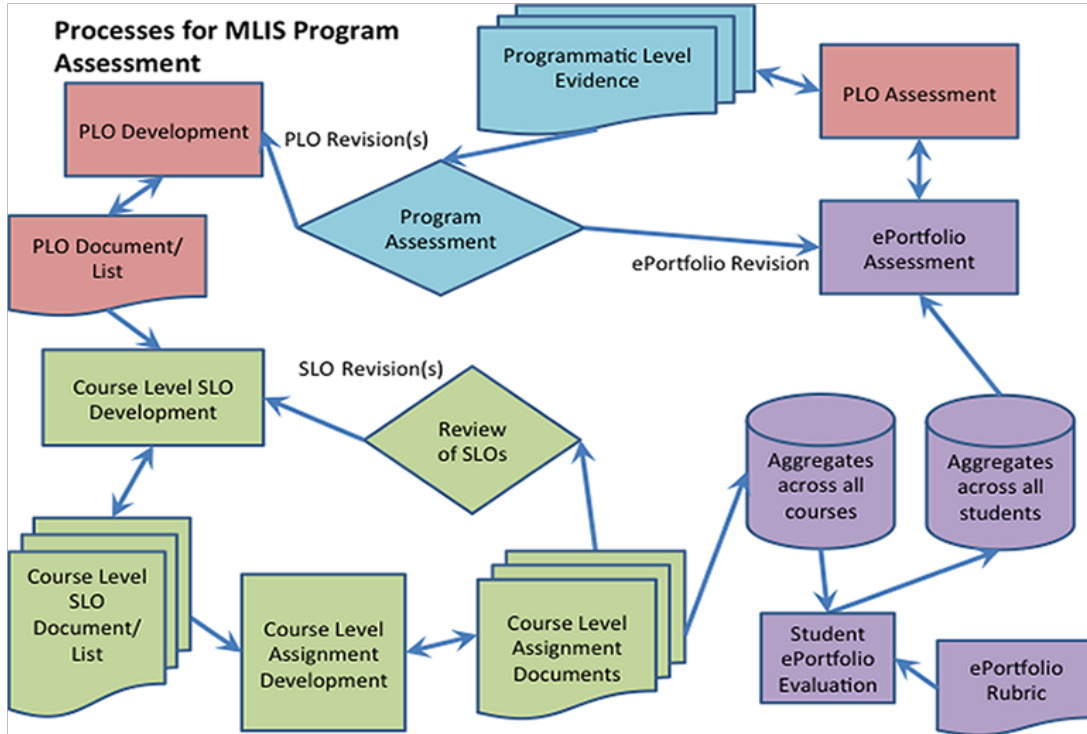 Processes for MLIS Program
Assessment
Programmatic Level
Evidence
PLO Assessment
PLO Development
PLO Revision(s)
Program
Assessment
ePortfolio Revision
ePortfolio
Assessment
PLO Document/
List
Course Level SLO
Development
SLO Revision(s)
Review
of SLOs
Aggregates
across all
courses
Aggregates
across all
students
Course Level
SLO
Document/
List
Course Level
Assignment
Development
Course Level
Assignment
Documents
Student
ePortfolio
Evaluation
ePortfolio
Rubric